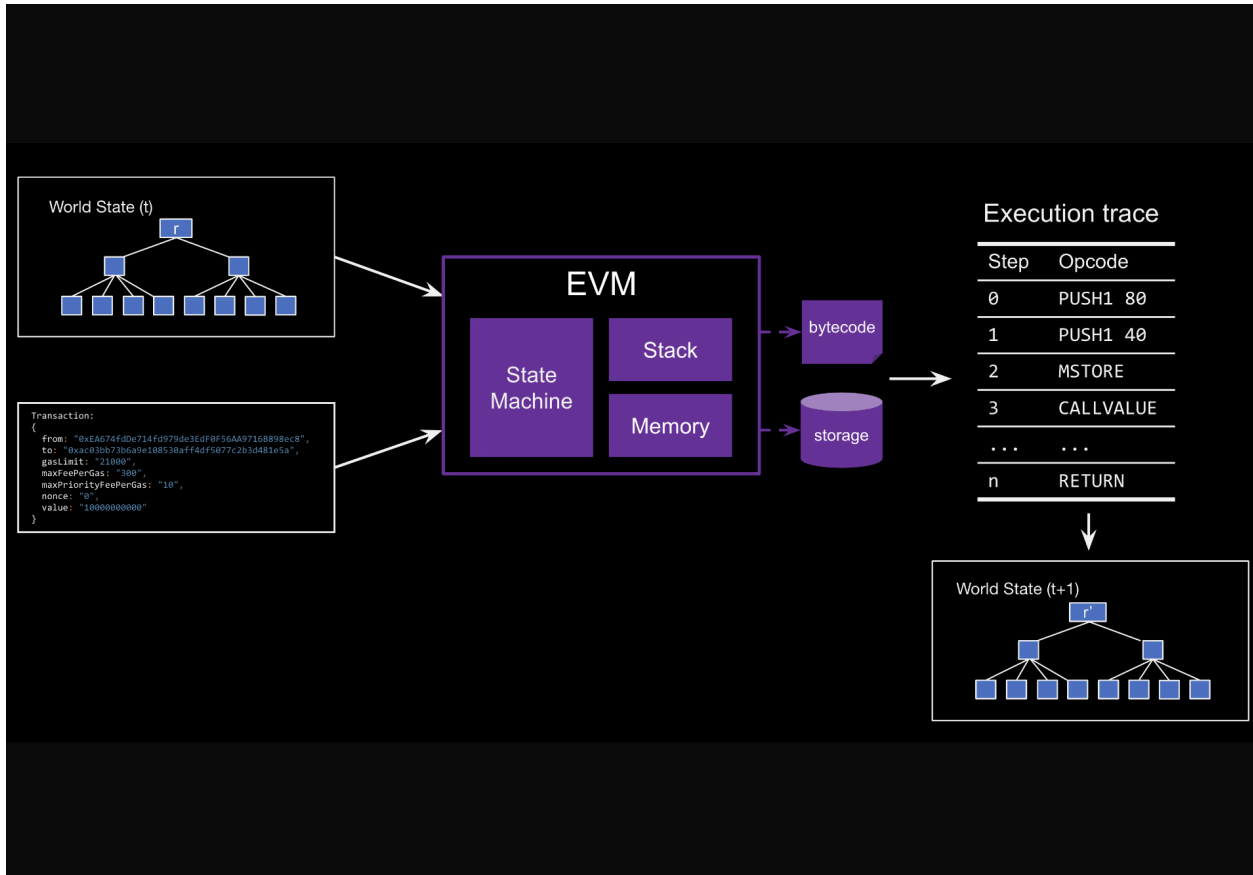 World State (t)
r
Transaction:
{
from: "0xEA674fdDe714fd979de3EdF0F56AA9716B898ec8",
to: "0xac03bb73b6a9e108530aff4df5077c2b3d481e5a",
gasLimit: "21000",
maxFeePerGas: "300",
maxPriorityFeePerGas: "10",
nonce: "0",
value: "10000000000"
}
EVM
State
Machine
Stack
Memory
bytecode
storage
Execution trace
Step Opcode
0 PUSH1 80
1 PUSH1 40
2 MSTORE
3 CALLVALUE
... ...
n RETURN
World State (t+1)
r'